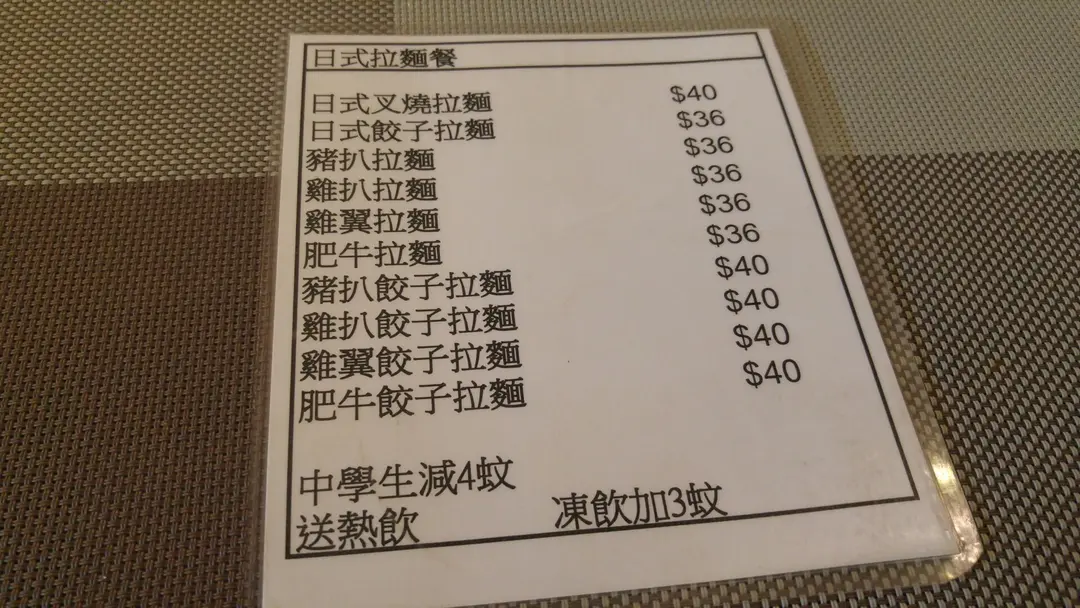 日式拉麵餐
日式叉燒拉麵 $40
日式餃子拉麵 $36
豬扒拉麵 $36
雞扒拉麵 $36
雞翼拉麵 $36
肥牛拉麵 $36
豬扒餃子拉麵 $40
雞扒餃子拉麵 $40
雞翼餃子拉麵 $40
肥牛餃子拉麵 $40
中學生減4蚊
送熱飲 凍飲加3蚊